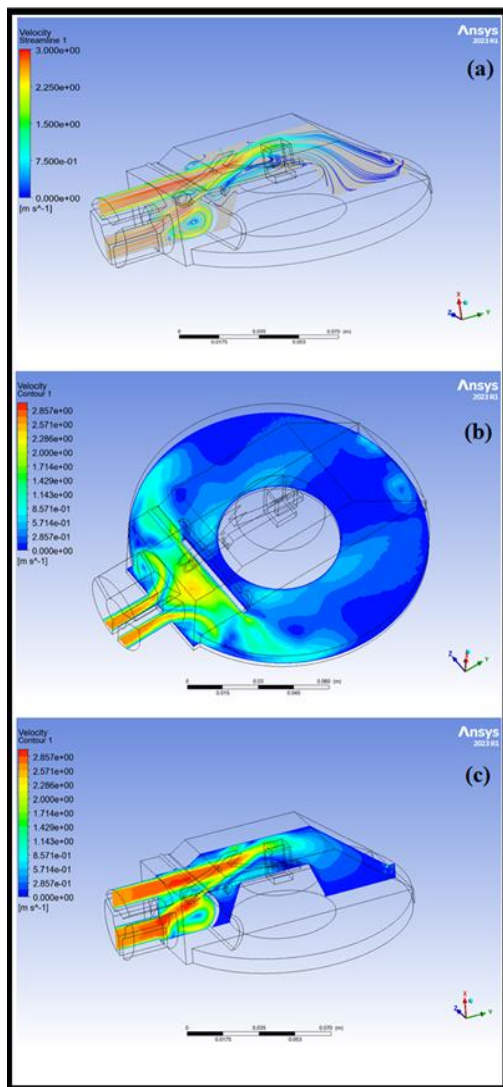 Velocity
Streamline 1
3.000e+00
2.250e+00
1.500e+00
7.500e-01
0.000e+00
[m s^-1]
Ansys
2023 R1
(a)
0
0.035
0.070
(m)
0.0175
0.053
X
Z
Y
Velocity
Contour 1
2.857e+00
2.571e+00
2.286e+00
2.000e+00
1.714e+00
1.429e+00
1.143e+00
8.571e-01
5.714e-01
2.857e-01
0.000e+00
[m s^-1]
Ansys
2023 R1
(b)
0
0.03
0.060
(m)
0.015
0.045
Z
Y
Velocity
Contour 1
2.857e+00
2.571e+00
2.286e+00
2.000e+00
1.714e+00
1.429e+00
1.143e+00
8.571e-01
5.714e-01
2.857e-01
0.000e+00
[m s^-1]
Ansys
2023 R1
(c)
0
0.035
0.070
(m)
0.0175
0.053
X
Z
Y